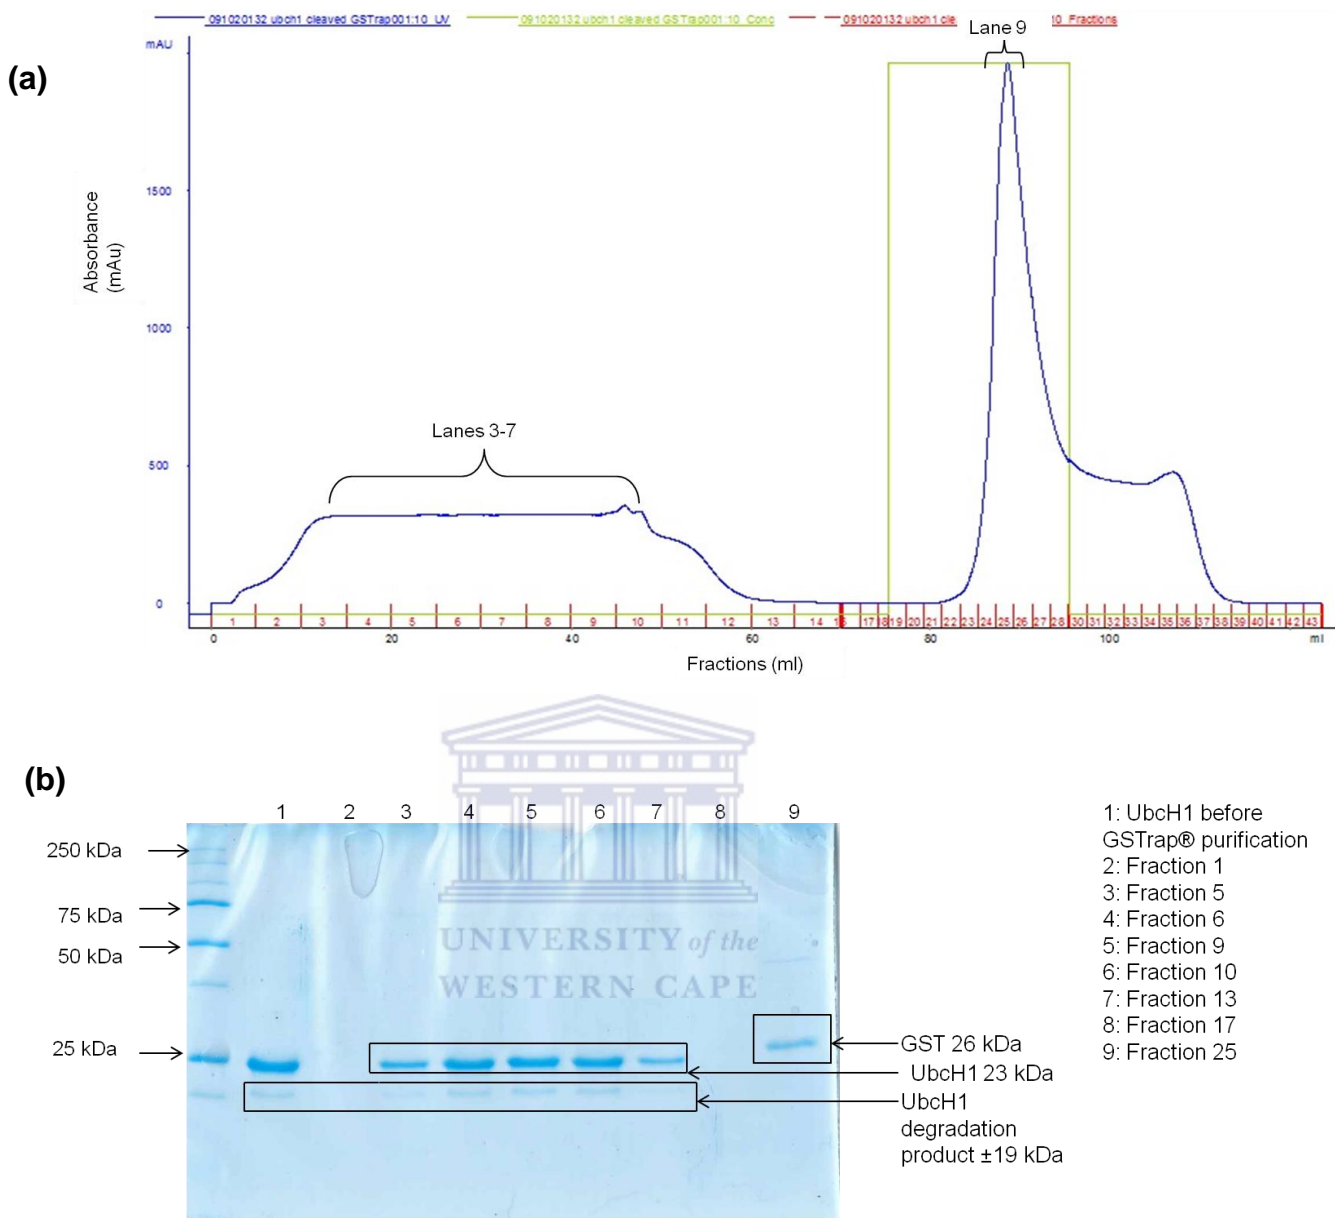 091020132 ubch1 cleaved GSTrap001:10_UV 091020132 ubch1 cleaved GSTrap001:10_Conc 091020132 ubch1 cle 10_Fractions
(a)
mAU
Lane 9
1500
1000
500
0
Absorbance
(mAu)
Lanes 3-7
1 2 3 4 5 6 7 8 9 10 11 12 13 14 17 18 19 20 21 22 23 24 25 26 27 28 30 31 32 33 34 35 36 37 38 39 40 41 42 43
0 20 40 60 80 100 ml
Fractions (ml)
(b)
1 2 3 4 5 6 7 8 9
250 kDa
75 kDa
50 kDa
25 kDa
UNIVERSITY of the
WESTERN CAPE
GST 26 kDa
UbcH1 23 kDa
UbcH1
degradation
product ±19 kDa
1: UbcH1 before
GSTrap® purification
2: Fraction 1
3: Fraction 5
4: Fraction 6
5: Fraction 9
6: Fraction 10
7: Fraction 13
8: Fraction 17
9: Fraction 25